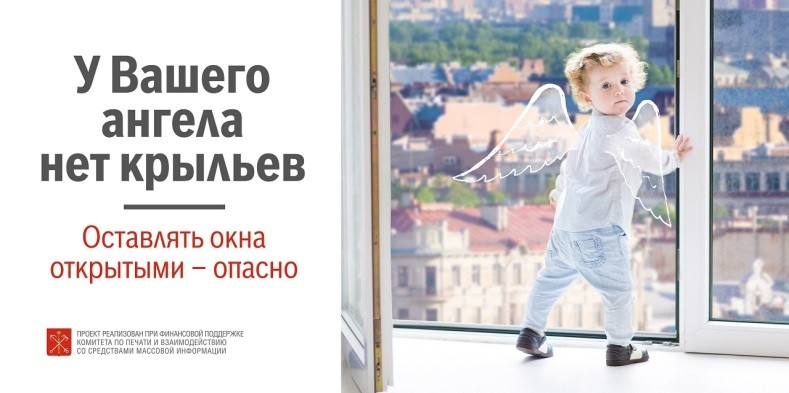 У Вашего
ангела
нет крыльев
Оставлять окна
открытыми – опасно
ПРОЕКТ РЕАЛИЗОВАН ПРИ ФИНАНСОВОЙ ПОДДЕРЖКЕ
КОМИТЕТА ПО ПЕЧАТИ И ВЗАИМОДЕЙСТВИЮ
СО СРЕДСТВАМИ МАССОВОЙ ИНФОРМАЦИИ